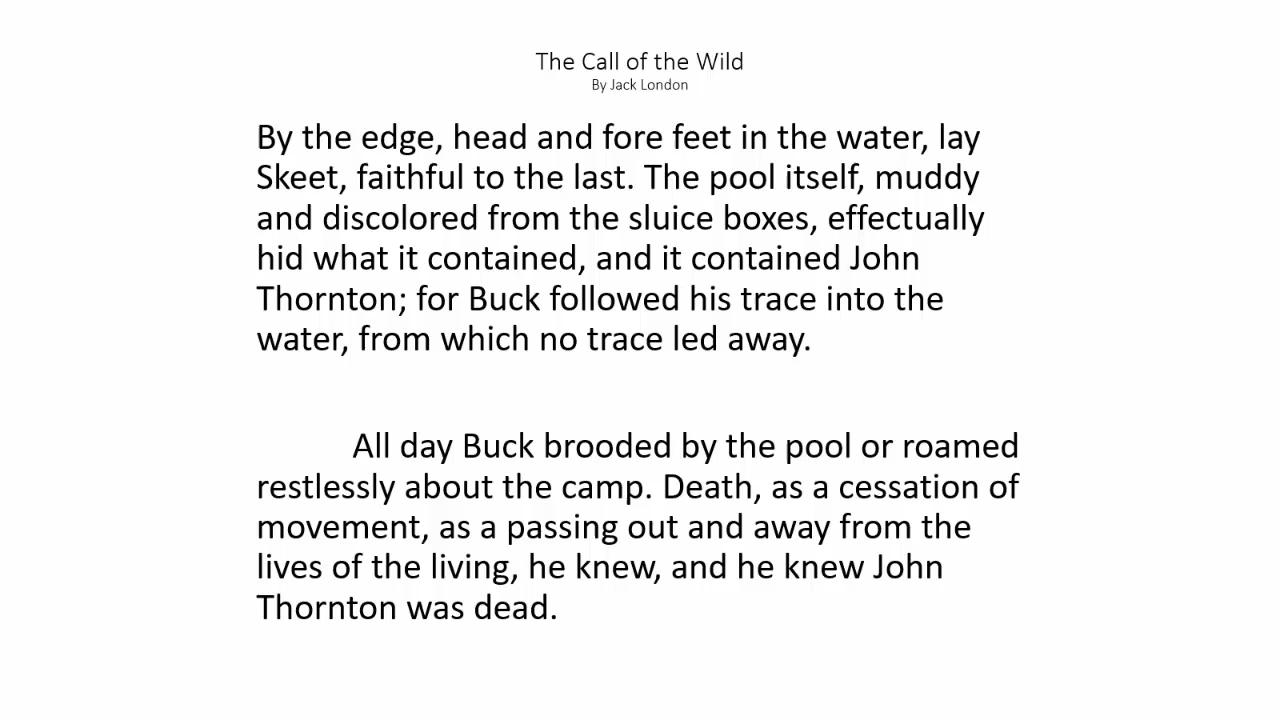 The Call of the Wild
By Jack London
By the edge, head and fore feet in the water, lay
Skeet, faithful to the last. The pool itself, muddy
and discolored from the sluice boxes, effectually
hid what it contained, and it contained John
Thornton; for Buck followed his trace into the
water, from which no trace led away.
All day Buck brooded by the pool or roamed
restlessly about the camp. Death, as a cessation of
movement, as a passing out and away from the
lives of the living, he knew, and he knew John
Thornton was dead.